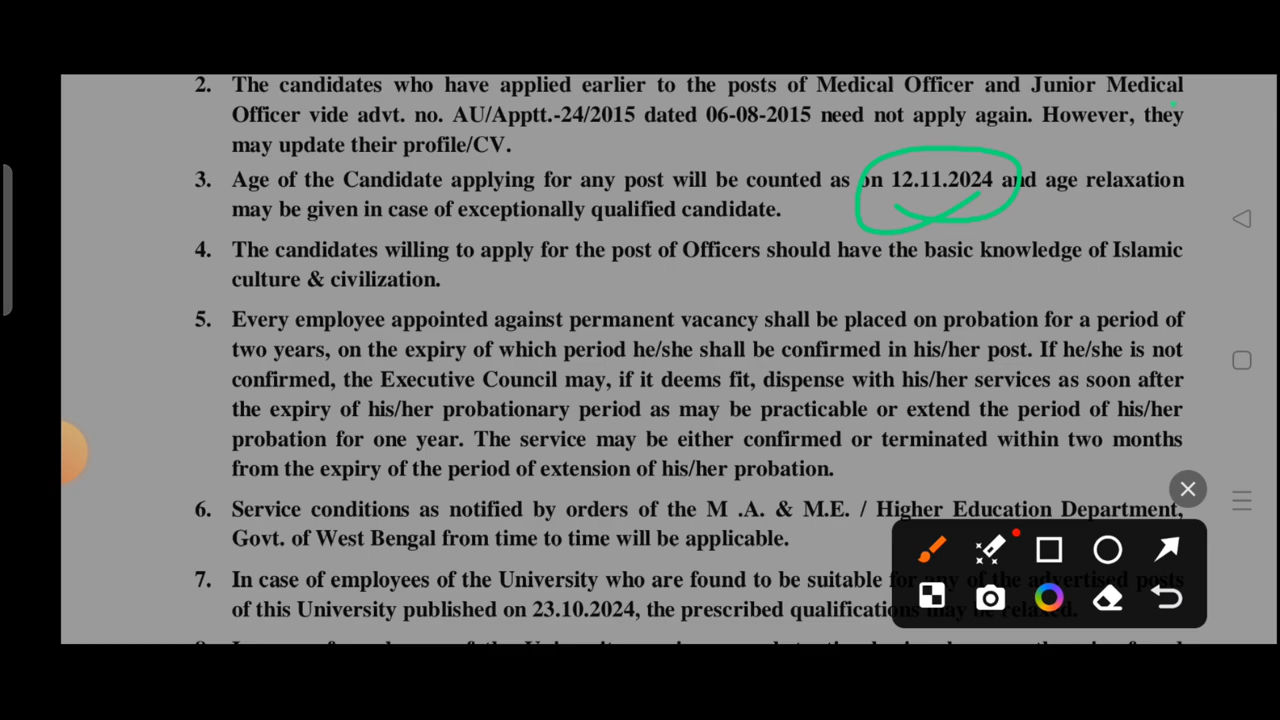 2. The candidates who have applied earlier to the posts of Medical Officer and Junior Medical
Officer vide advt. no. AU/Apptt.-24/2015 dated 06-08-2015 need not apply again. However, they
may update their profile/CV.
3. Age of the Candidate applying for any post will be counted as on 12.11.2024 and age relaxation
may be given in case of exceptionally qualified candidate.
4. The candidates willing to apply for the post of Officers should have the basic knowledge of Islamic
culture & civilization.
5. Every employee appointed against permanent vacancy shall be placed on probation for a period of
two years, on the expiry of which period he/she shall be confirmed in his/her post. If he/she is not
confirmed, the Executive Council may, if it deems fit, dispense with his/her services as soon after
the expiry of his/her probationary period as may be practicable or extend the period of his/her
probation for one year. The service may be either confirmed or terminated within two months
from the expiry of the period of extension of his/her probation.
6. Service conditions as notified by orders of the M .A. & M.E. / Higher Education Department,
Govt. of West Bengal from time to time will be applicable.
7. In case of employees of the University who are found to be suitable for any of the advertised posts
of this University published on 23.10.2024, the prescribed qualifications may be relaxed.